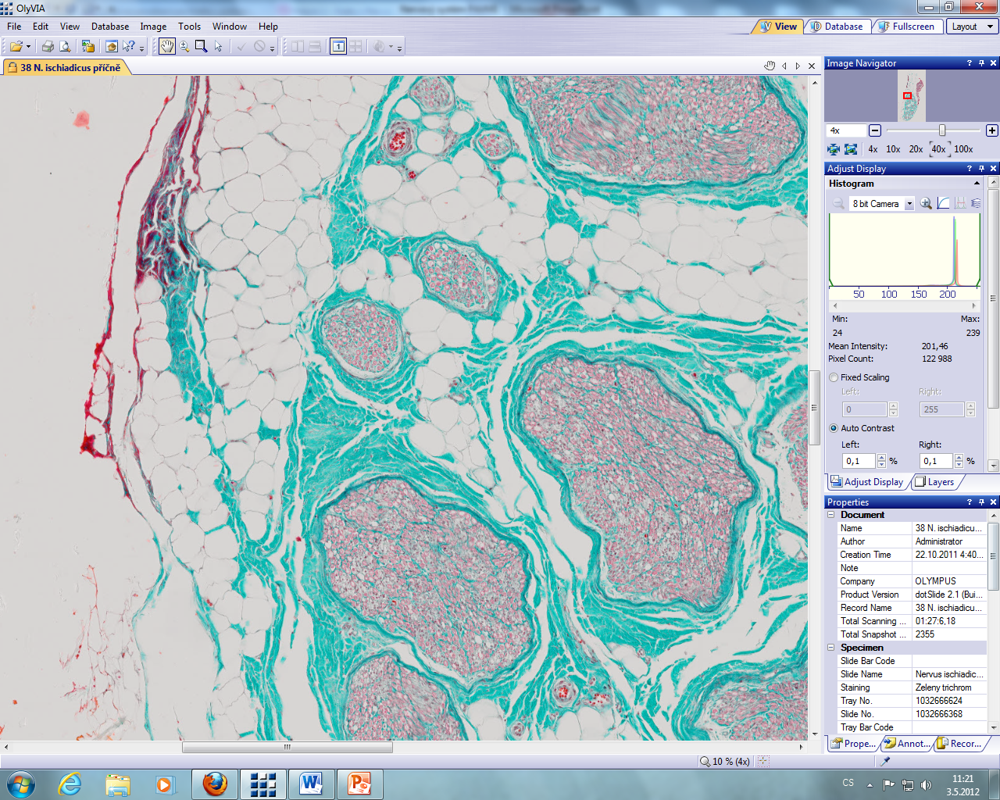 OlyVIA
File Edit View Database Image Tools Window Help
View Database Fullscreen Layout
1
38 N. ischiadicus příčně
Image Navigator
4x
4x 10x 20x 40x 100x
Adjust Display
Histogram
8 bit Camera
50 100 150 200
Min: Max:
24 239
Mean Intensity: 201,46
Pixel Count: 122 988
Fixed Scaling
Left: Right:
0 255
Auto Contrast
Left: Right:
0,1 % 0,1 %
Adjust Display Layers
Properties
Document
Name 38 N. ischiadicu...
Author Administrator
Creation Time 22.10.2011 4:40...
Note
Company OLYMPUS
Product Version dotSlide 2.1 (Bui...
Record Name 38 N. ischiadicu...
Total Scanning ... 01:27:6,18
Total Snapshot ... 2355
Specimen
Slide Bar Code
Slide Name Nervus ischiadic...
Staining Zeleny trichrom
Tray No. 1032666624
Slide No. 1032666368
Tray Bar Code
Prope... Annot... Recor...
10 % (4x)
CS 11:21
3.5.2012